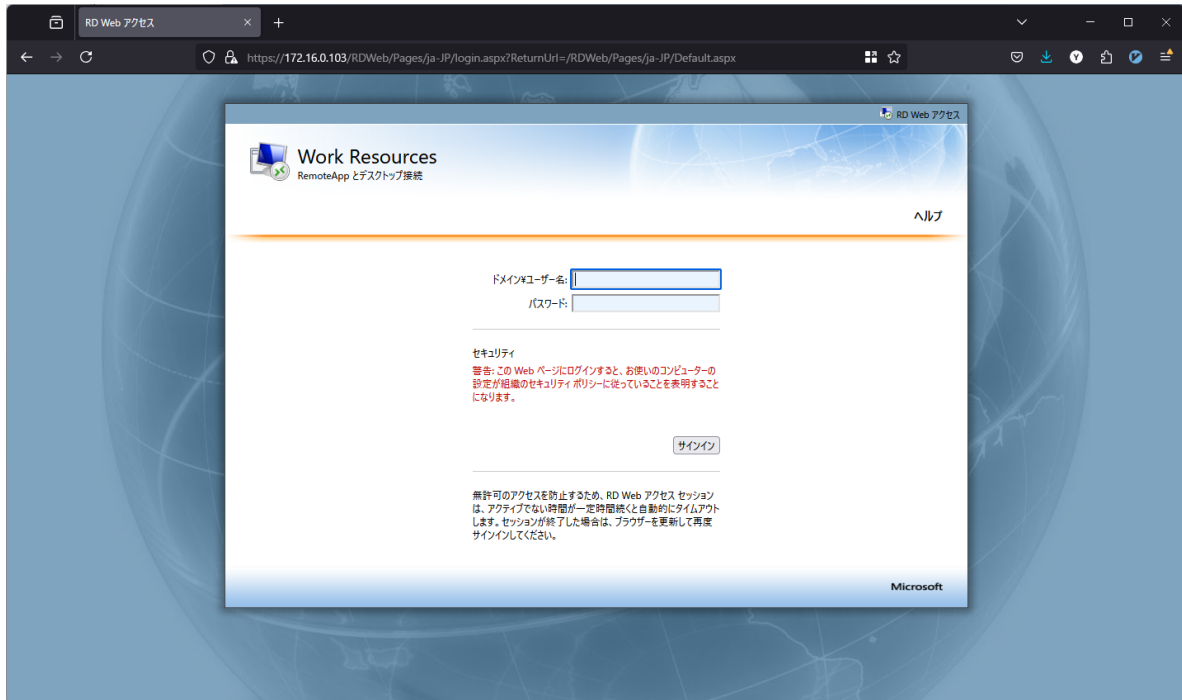 RD Web アクセス
https://172.16.0.103/RDWeb/Pages/ja-JP/login.aspx?ReturnUrl=/RDWeb/Pages/ja-JP/Default.aspx
RD Web アクセス
Work Resources
RemoteApp とデスクトップ接続
ヘルプ
ドメイン¥ユーザー名:
パスワード:
セキュリティ
警告: この Web ページにログインすると、お使いのコンピューターの
設定が組織のセキュリティ ポリシーに従っていることを表明すること
になります。
サインイン
無許可のアクセスを防止するため、RD Web アクセス セッション
は、アクティブでない時間が一定時間続くと自動的にタイムアウト
します。セッションが終了した場合は、ブラウザーを更新して再度
サインインしてください。
Microsoft